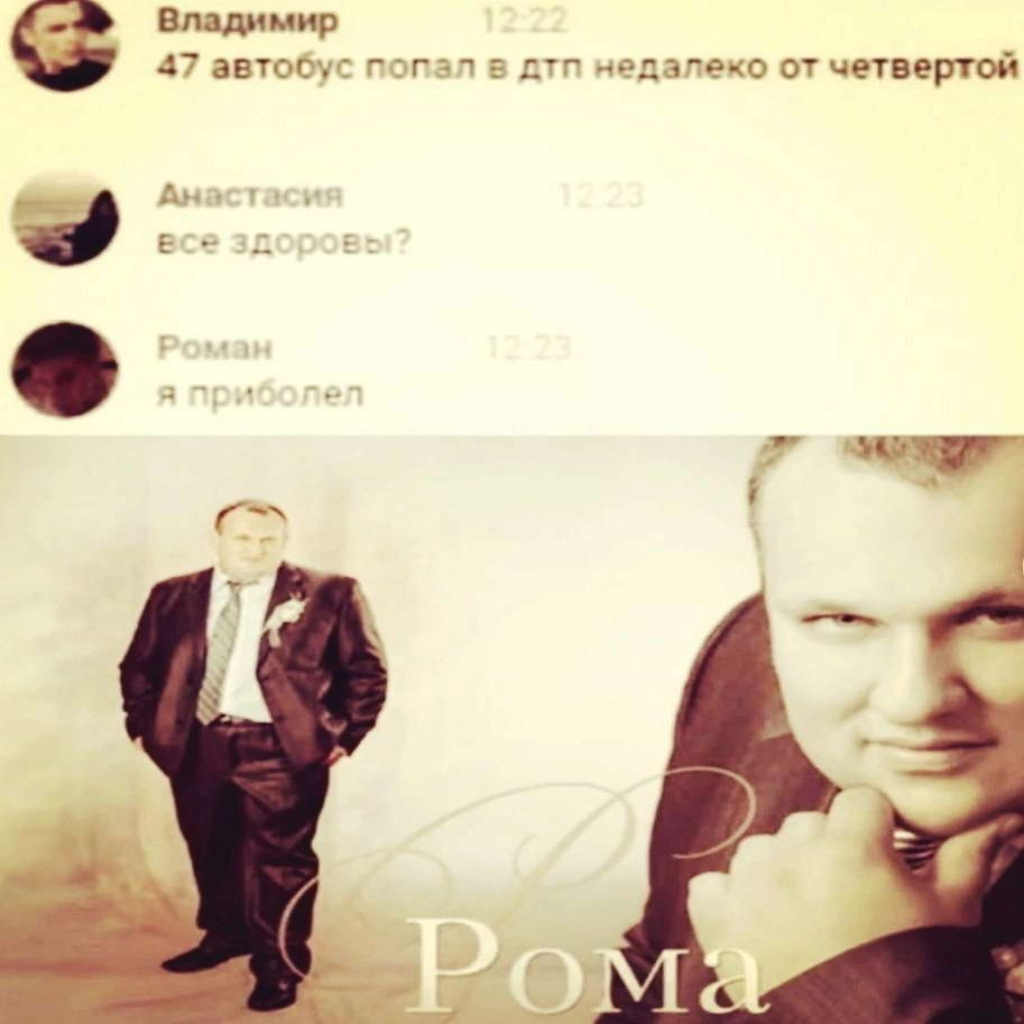 Владимир 12:22
47 автобус попал в дтп недалеко от четвертой
Анастасия 12:23
все здоровы?
Роман 12:23
я приболел
Рома